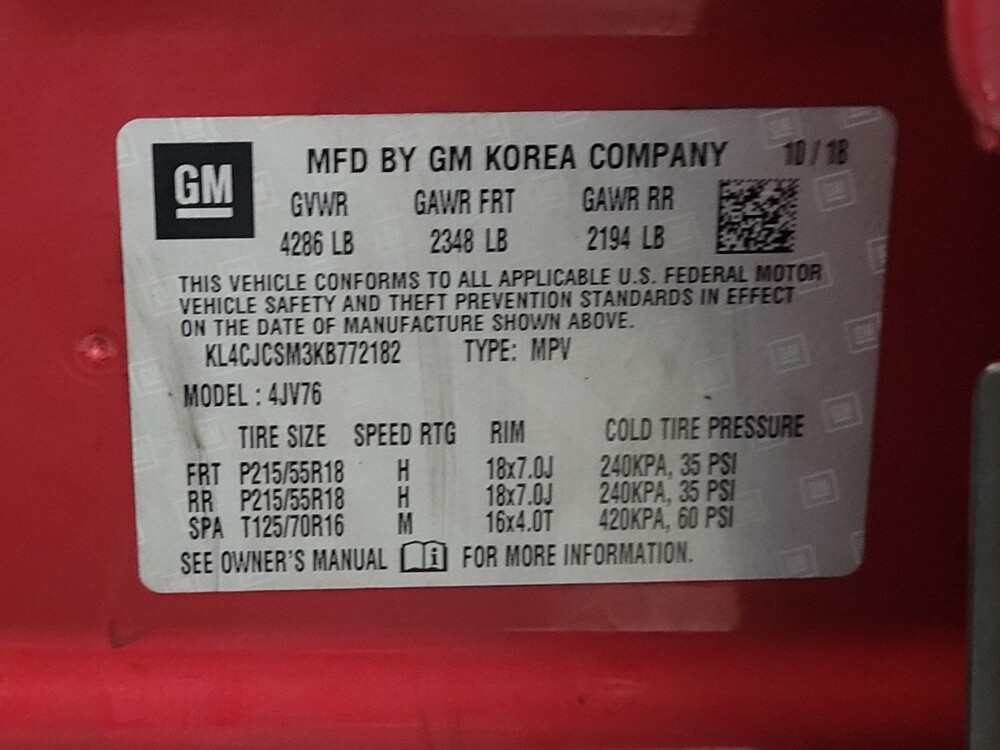 GM
MFD BY GM KOREA COMPANY 10 / 18
GVWR GAWR FRT GAWR RR
4286 LB 2348 LB 2194 LB
THIS VEHICLE CONFORMS TO ALL APPLICABLE U.S. FEDERAL MOTOR
VEHICLE SAFETY AND THEFT PREVENTION STANDARDS IN EFFECT
ON THE DATE OF MANUFACTURE SHOWN ABOVE.
KL4CJCSM3KB772182 TYPE: MPV
MODEL : 4JV76
TIRE SIZE SPEED RTG RIM COLD TIRE PRESSURE
FRT P215/55R18 H 18x7.0J 240KPA, 35 PSI
RR P215/55R18 H 18x7.0J 240KPA, 35 PSI
SPA T125/70R16 M 16x4.0T 420KPA, 60 PSI
SEE OWNER'S MANUAL FOR MORE INFORMATION.